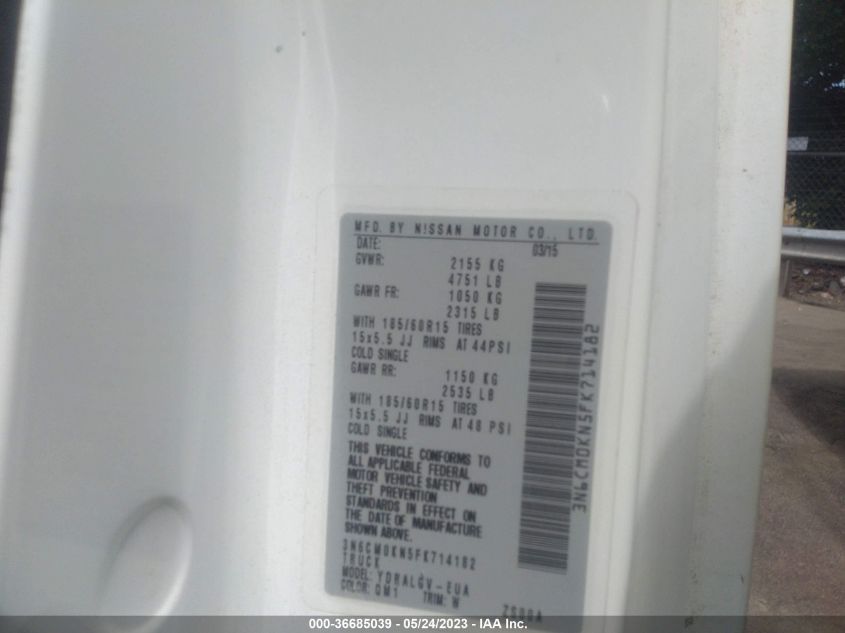 MFD. BY NISSAN MOTOR CO., LTD.
DATE: 03/15
GVWR: 2155 KG
4751 LB
GAWR FR: 1050 KG
2315 LB
WITH 185/60R15 TIRES
15x5.5 JJ RIMS AT 44PSI
COLD SINGLE
GAWR RR: 1150 KG
2535 LB
WITH 185/60R15 TIRES
15x5.5 JJ RIMS AT 48 PSI
COLD SINGLE
THIS VEHICLE CONFORMS TO
ALL APPLICABLE FEDERAL
MOTOR VEHICLE SAFETY AND
THEFT PREVENTION
STANDARDS IN EFFECT ON
THE DATE OF MANUFACTURE
SHOWN ABOVE.
3N6CM0KN5FK714182
TRUCK
MODEL: YDRALGV-EUA
COLOR: QM1 TRIM: W
ZS00A
3N6CM0KN5FK714182
000-36685039 - 05/24/2023 - IAA Inc.